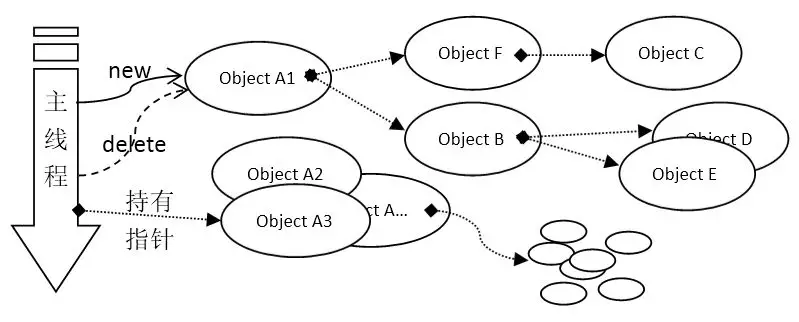 主线程
new
delete
持有
指针
Object A1
Object F
Object C
Object B
Object D
Object E
Object A2
Object A3
ct A...